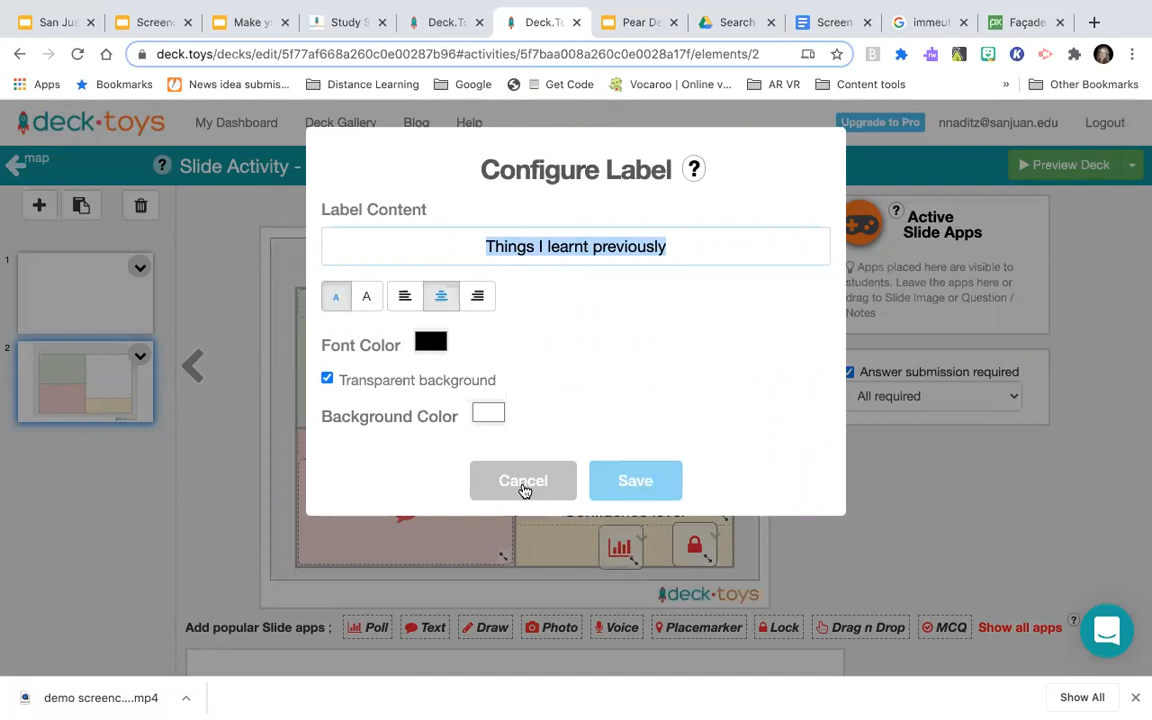 San Ju
Screen
Make y
Study S
Deck.T
Deck.To
Pear De
Search
Screen
immeu
Façade
deck.toys/decks/edit/5f77af668a260c0e00287b96#activities/5f7baa008a260c0e0028a17f/elements/2
Apps
Bookmarks
News idea submis...
Distance Learning
Google
Get Code
Vocaroo | Online v...
AR VR
Content tools
»
Other Bookmarks
deck•toys
My Dashboard
Deck Gallery
Blog
Help
Upgrade to Pro
nnaditz@sanjuan.edu
Logout
map
? Slide Activity -
Preview Deck
Configure Label ?
Label Content
Things I learnt previously
A A
Font Color
Transparent background
Background Color
Cancel
Save
1
2
? Active
Slide Apps
Apps placed here are visible to
students. Leave the apps here or
drag to Slide Image or Question /
Notes
Answer submission required
All required
deck•toys
Add popular Slide apps ;
Poll
Text
Draw
Photo
Voice
Placemarker
Lock
Drag n Drop
MCQ
Show all apps
?
demo screenc....mp4
Show All